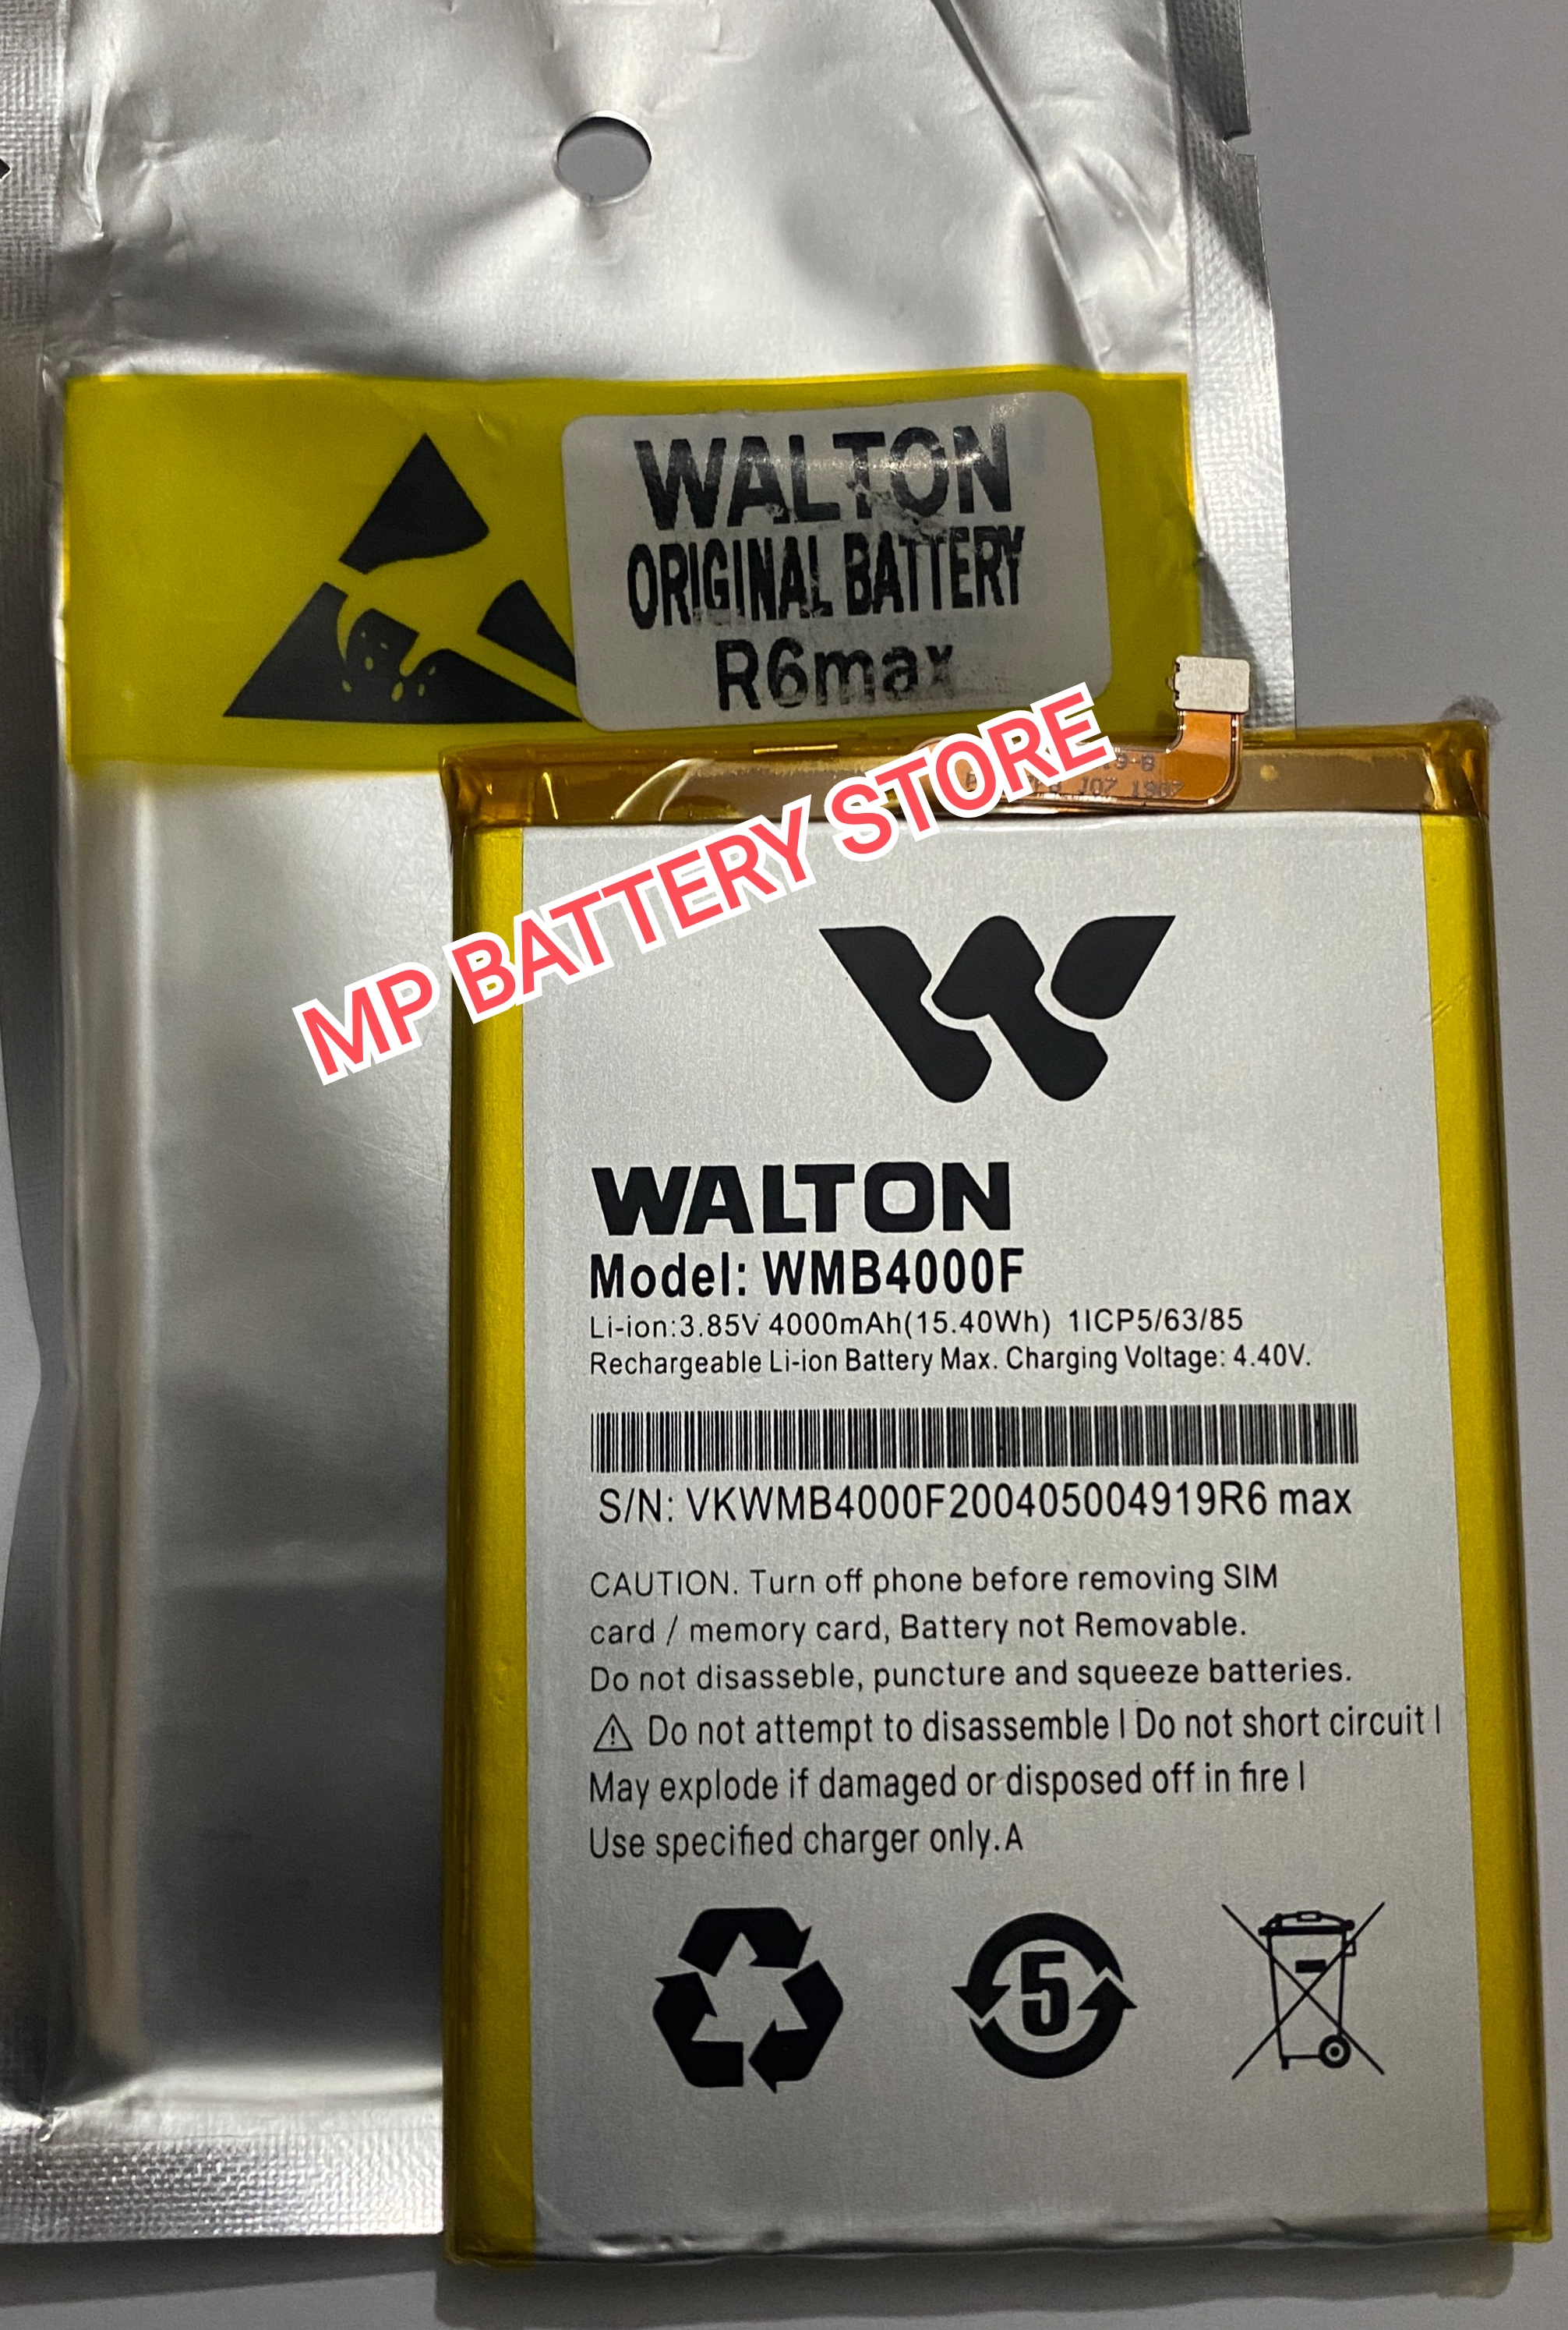 WALTON
ORIGINAL BATTERY
R6max
MP BATTERY STORE
19-B
J07 1907
WALTON
Model: WMB4000F
Li-ion:3.85V 4000mAh(15.40Wh) 1ICP5/63/85
Rechargeable Li-ion Battery Max. Charging Voltage: 4.40V.
S/N: VKWMB4000F200405004919R6 max
CAUTION. Turn off phone before removing SIM
card / memory card, Battery not Removable.
Do not disasseble, puncture and squeeze batteries.
Do not attempt to disassemble I Do not short circuit I
May explode if damaged or disposed off in fire I
Use specified charger only.A
5